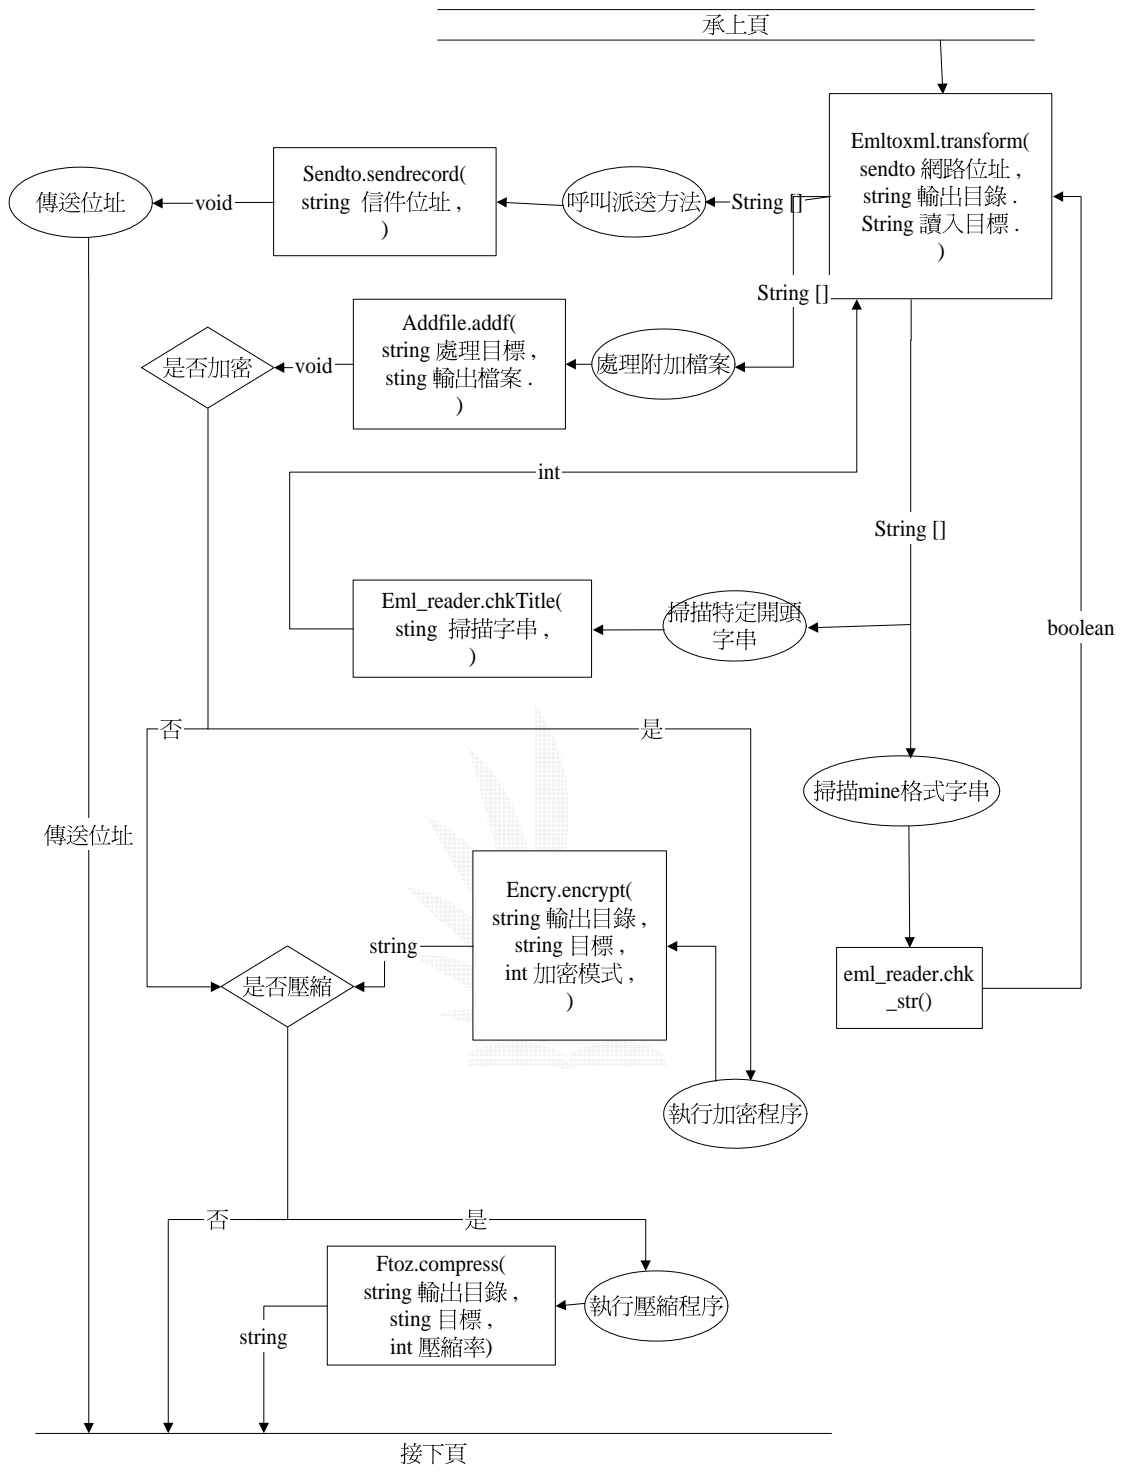 承上頁
Emltoxml.transform(
sendto 網路位址 ,
string 輸出目錄 .
String 讀入目標 .
)
String []
呼叫派送方法
Sendto.sendrecord(
string 信件位址 ,
)
void
傳送位址
String []
處理附加檔案
Addfile.addf(
string 處理目標 ,
sting 輸出檔案 .
)
void
是否加密
int
String []
掃描特定開頭
字串
Eml_reader.chkTitle(
sting 掃描字串 ,
)
boolean
否
是
掃描mine格式字串
傳送位址
Encry.encrypt(
string 輸出目錄 ,
string 目標 ,
int 加密模式 ,
)
string
是否壓縮
eml_reader.chk
_str()
執行加密程序
否
是
Ftoz.compress(
string 輸出目錄 ,
sting 目標 ,
int 壓縮率)
執行壓縮程序
string
接下頁